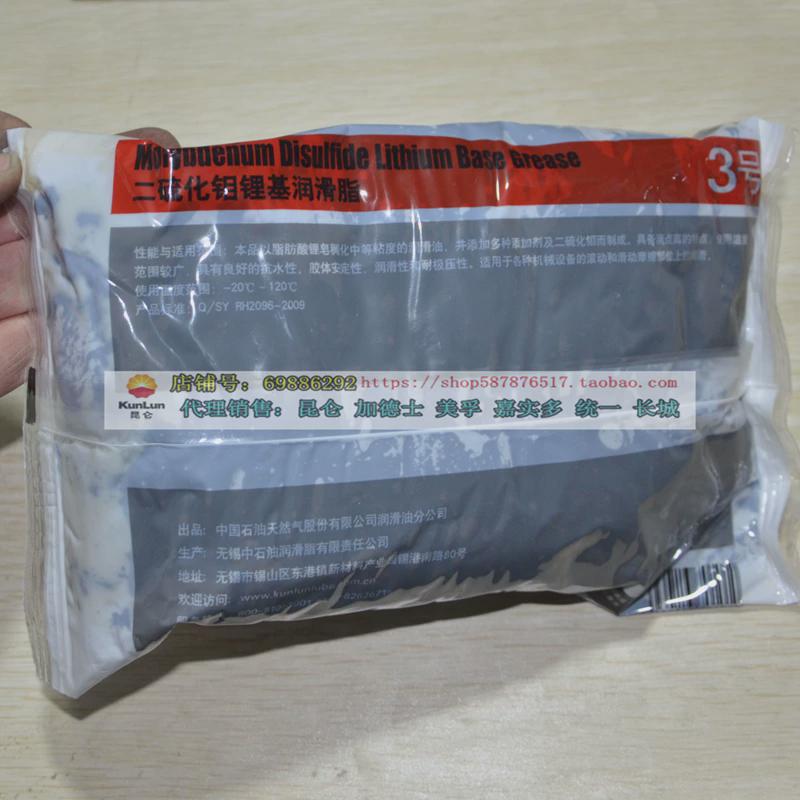 Molybdenum Disulfide Lithium Base Grease
二硫化钼锂基润滑脂
3号
性能与适用范围：本品以脂肪酸锂皂稠化中等粘度的润滑油，并添加多种添加剂及二硫化钼而制成。具有滴点高的特点，使用温度
范围较广，具有良好的抗水性，胶体安定性，润滑性和耐极压性。适用于各种机械设备的滚动和滑动摩擦部位上的润滑。
使用温度范围：-20℃ -120℃
产品标准：Q/SY RH2096-2009
KunLun
昆仑
店铺号：69886292https://shop587876517.taobao.com/
代理销售：昆仑 加德士 美孚 嘉实多 统一 长城
出品：中国石油天然气股份有限公司润滑油分公司
生产：无锡中石油润滑脂有限责任公司
地址：无锡市锡山区东港镇新材料产业园锡港南路80号
欢迎访问：www.kunlunlube.com.cn